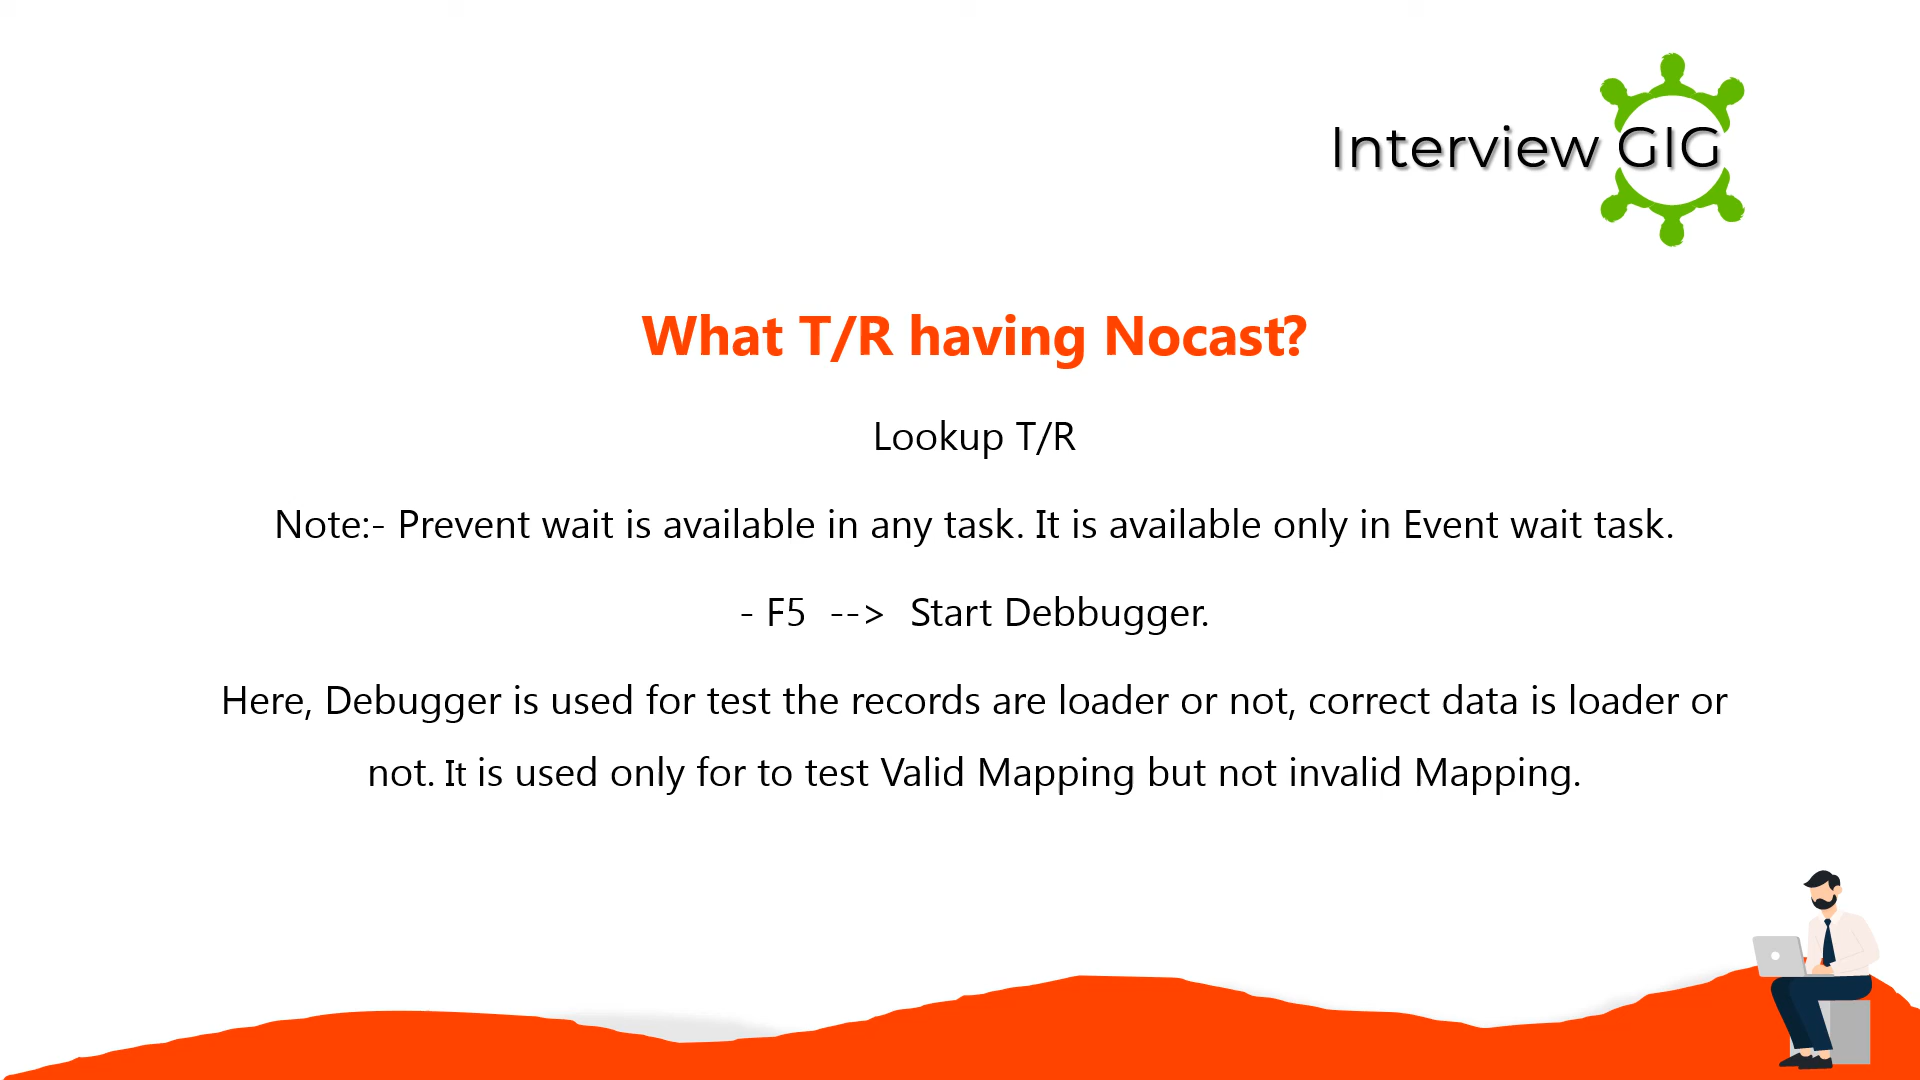 Interview GIG
What T/R having Nocast?
Lookup T/R
Note:- Prevent wait is available in any task. It is available only in Event wait task.
- F5 --> Start Debbugger.
Here, Debugger is used for test the records are loader or not, correct data is loader or
not. It is used only for to test Valid Mapping but not invalid Mapping.